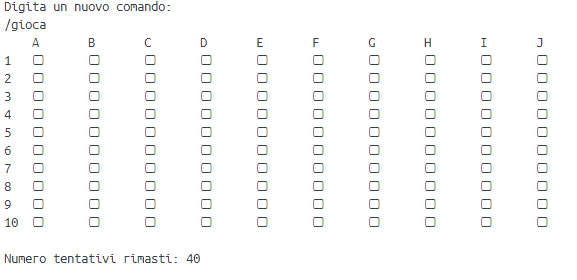 Digita un nuovo comando:
/gioca
A B C D E F G H I J
1 ▢ ▢ ▢ ▢ ▢ ▢ ▢ ▢ ▢ ▢
2 ▢ ▢ ▢ ▢ ▢ ▢ ▢ ▢ ▢ ▢
3 ▢ ▢ ▢ ▢ ▢ ▢ ▢ ▢ ▢ ▢
4 ▢ ▢ ▢ ▢ ▢ ▢ ▢ ▢ ▢ ▢
5 ▢ ▢ ▢ ▢ ▢ ▢ ▢ ▢ ▢ ▢
6 ▢ ▢ ▢ ▢ ▢ ▢ ▢ ▢ ▢ ▢
7 ▢ ▢ ▢ ▢ ▢ ▢ ▢ ▢ ▢ ▢
8 ▢ ▢ ▢ ▢ ▢ ▢ ▢ ▢ ▢ ▢
9 ▢ ▢ ▢ ▢ ▢ ▢ ▢ ▢ ▢ ▢
10 ▢ ▢ ▢ ▢ ▢ ▢ ▢ ▢ ▢ ▢
Numero tentativi rimasti: 40